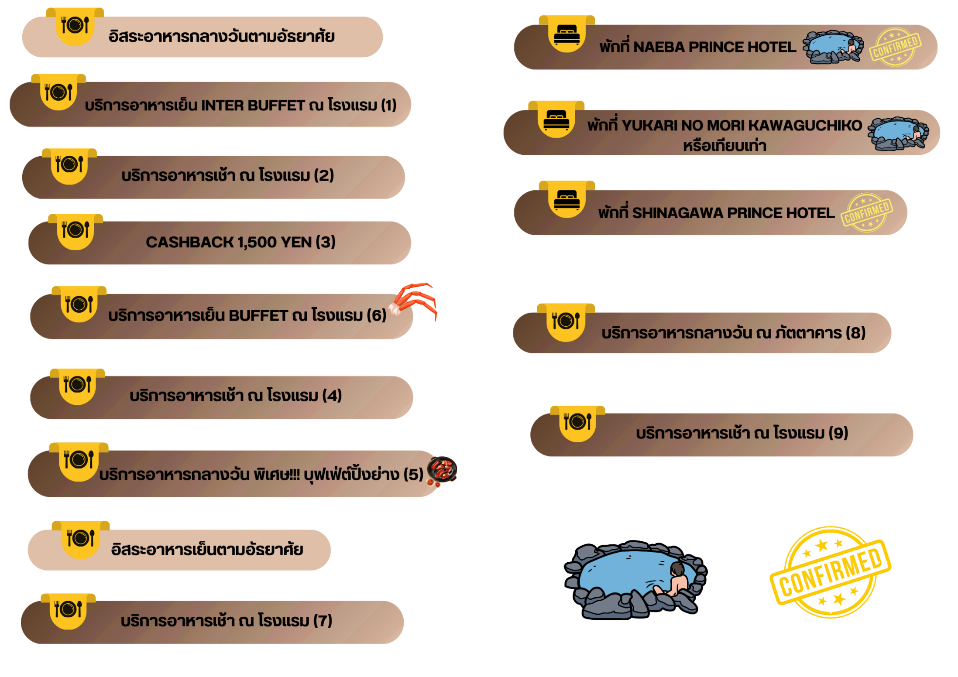 อิสระอาหารกลางวันตามอัธยาศัย
บริการอาหารเย็น INTER BUFFET ณ โรงแรม (1)
บริการอาหารเช้า ณ โรงแรม (2)
CASHBACK 1,500 YEN (3)
บริการอาหารเย็น BUFFET ณ โรงแรม (6)
บริการอาหารเช้า ณ โรงแรม (4)
บริการอาหารกลางวัน พิเศษ!!! บุฟเฟ่ต์ปิ้งย่าง (5)
อิสระอาหารเย็นตามอัธยาศัย
บริการอาหารเช้า ณ โรงแรม (7)
พักที่ NAEBA PRINCE HOTEL
CONFIRMED
พักที่ YUKARI NO MORI KAWAGUCHIKO
หรือเทียบเท่า
พักที่ SHINAGAWA PRINCE HOTEL
CONFIRMED
บริการอาหารกลางวัน ณ ภัตตาคาร (8)
บริการอาหารเช้า ณ โรงแรม (9)
CONFIRMED